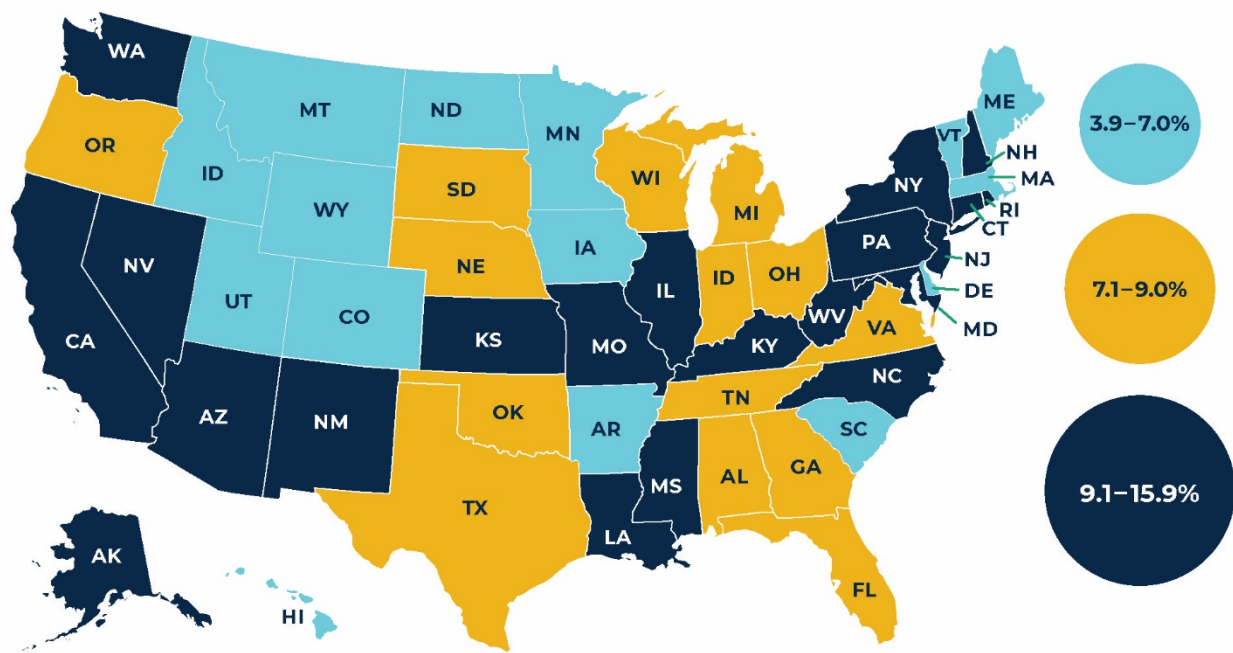 WA
MT
ND
MN
ME
VT
OR
ID
WY
SD
WI
MI
NY
NH
MA
RI
CT
NV
UT
CO
NE
IA
IL
ID
OH
PA
NJ
DE
MD
CA
KS
MO
KY
WV
VA
AZ
NM
OK
AR
TN
NC
SC
TX
LA
MS
AL
GA
FL
AK
HI
3.9–7.0%
7.1–9.0%
9.1–15.9%